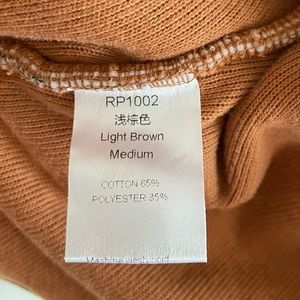 RP1002
浅棕色
Light Brown
Medium
COTTON 65%
POLYESTER 35%